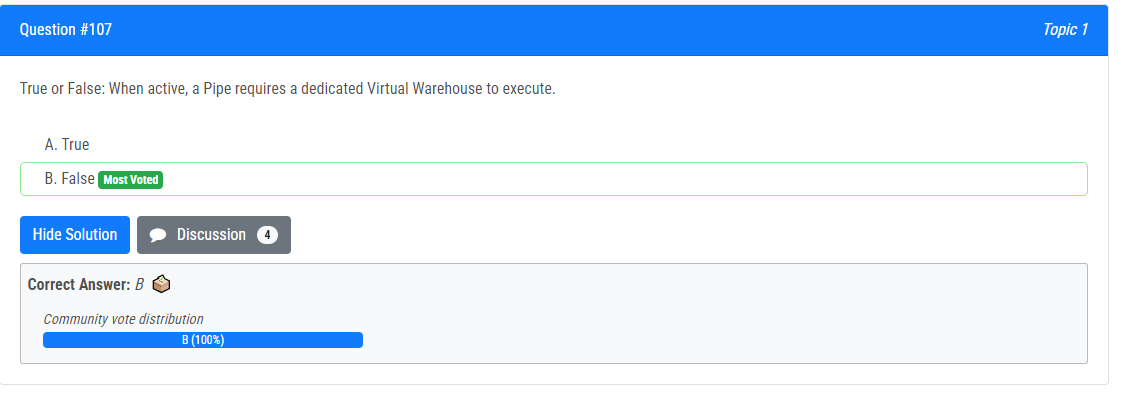 Question #107 Topic 1
True or False: When active, a Pipe requires a dedicated Virtual Warehouse to execute.
A. True
B. False Most Voted
Hide Solution Discussion 4
Correct Answer: B
Community vote distribution
B (100%)